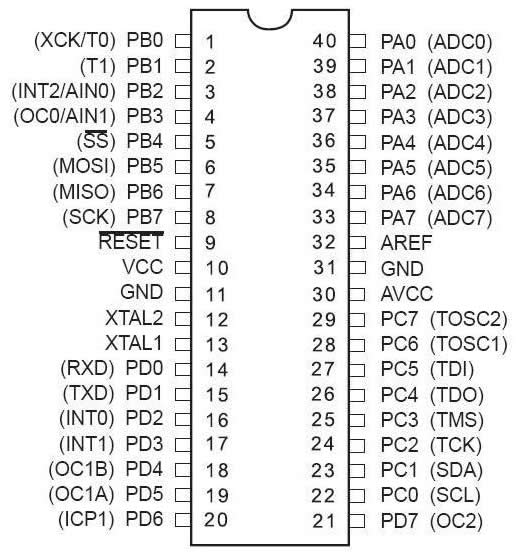 (XCK/T0) PB0 1 40 PA0 (ADC0)
(T1) PB1 2 39 PA1 (ADC1)
(INT2/AIN0) PB2 3 38 PA2 (ADC2)
(OC0/AIN1) PB3 4 37 PA3 (ADC3)
(SS) PB4 5 36 PA4 (ADC4)
(MOSI) PB5 6 35 PA5 (ADC5)
(MISO) PB6 7 34 PA6 (ADC6)
(SCK) PB7 8 33 PA7 (ADC7)
RESET 9 32 AREF
VCC 10 31 GND
GND 11 30 AVCC
XTAL2 12 29 PC7 (TOSC2)
XTAL1 13 28 PC6 (TOSC1)
(RXD) PD0 14 27 PC5 (TDI)
(TXD) PD1 15 26 PC4 (TDO)
(INT0) PD2 16 25 PC3 (TMS)
(INT1) PD3 17 24 PC2 (TCK)
(OC1B) PD4 18 23 PC1 (SDA)
(OC1A) PD5 19 22 PC0 (SCL)
(ICP1) PD6 20 21 PD7 (OC2)